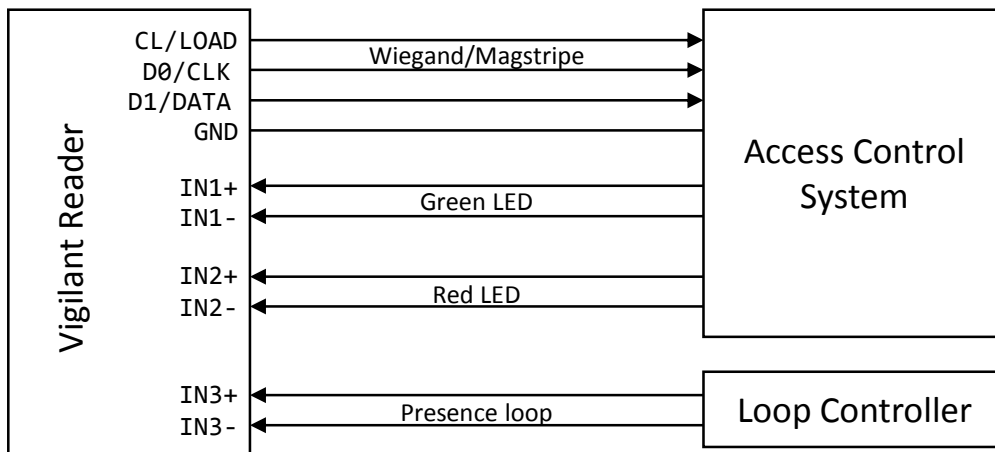 Vigilant Reader
CL/LOAD
D0/CLK
D1/DATA
GND
IN1+
IN1-
IN2+
IN2-
IN3+
IN3-
Wiegand/Magstripe
Green LED
Red LED
Presence loop
Access Control
System
Loop Controller